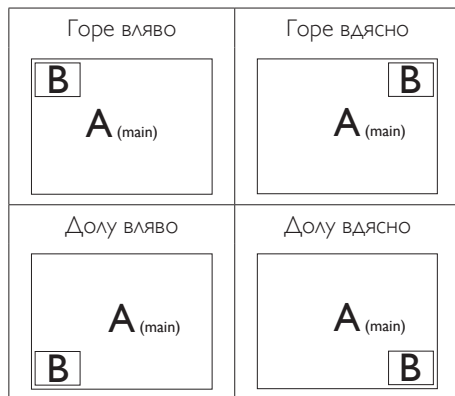 Горе вляво
B
A (main)
Горе вдясно
B
A (main)
Долу вляво
A (main)
B
Долу вдясно
A (main)
B